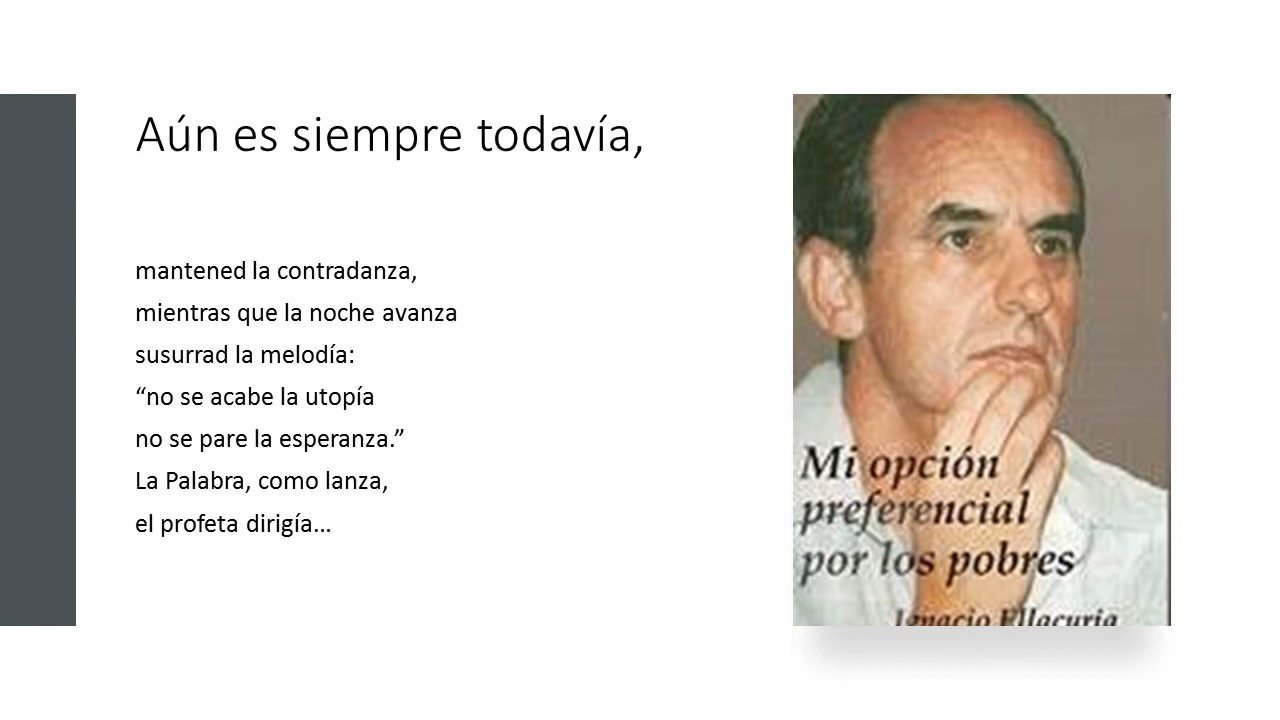 Aún es siempre todavía,
mantened la contradanza,
mientras que la noche avanza
susurrad la melodía:
“no se acabe la utopía
no se pare la esperanza.”
La Palabra, como lanza,
el profeta dirigía…
Mi opción
preferencial
por los pobres
Ignacio Ellacuria